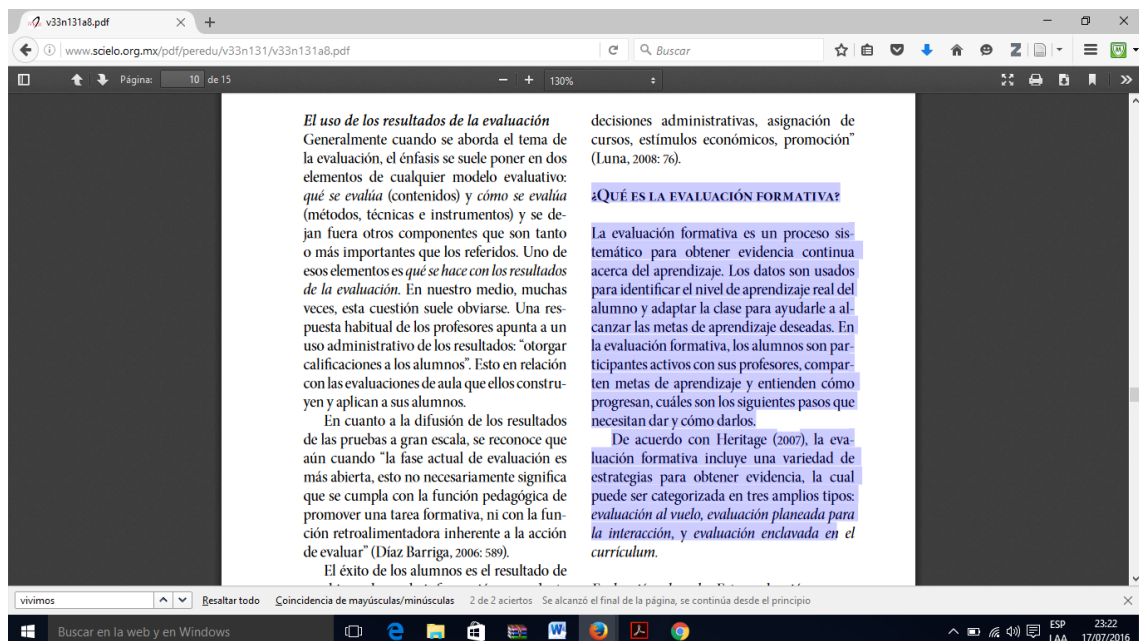 v33n131a8.pdf
www.scielo.org.mx/pdf/peredu/v33n131/v33n131a8.pdf
Buscar
Página: 10 de 15
130%
El uso de los resultados de la evaluación
Generalmente cuando se aborda el tema de
la evaluación, el énfasis se suele poner en dos
elementos de cualquier modelo evaluativo:
qué se evalúa (contenidos) y cómo se evalúa
(métodos, técnicas e instrumentos) y se de-
jan fuera otros componentes que son tanto
o más importantes que los referidos. Uno de
esos elementos es qué se hace con los resultados
de la evaluación. En nuestro medio, muchas
veces, esta cuestión suele obviarse. Una res-
puesta habitual de los profesores apunta a un
uso administrativo de los resultados: “otorgar
calificaciones a los alumnos”. Esto en relación
con las evaluaciones de aula que ellos constru-
yen y aplican a sus alumnos.
En cuanto a la difusión de los resultados
de las pruebas a gran escala, se reconoce que
aún cuando “la fase actual de evaluación es
más abierta, esto no necesariamente significa
que se cumpla con la función pedagógica de
promover una tarea formativa, ni con la fun-
ción retroalimentadora inherente a la acción
de evaluar” (Díaz Barriga, 2006: 589).
El éxito de los alumnos es el resultado de
decisiones administrativas, asignación de
cursos, estímulos económicos, promoción”
(Luna, 2008: 76).
¿QUÉ ES LA EVALUACIÓN FORMATIVA?
La evaluación formativa es un proceso sis-
temático para obtener evidencia continua
acerca del aprendizaje. Los datos son usados
para identificar el nivel de aprendizaje real del
alumno y adaptar la clase para ayudarle a al-
canzar las metas de aprendizaje deseadas. En
la evaluación formativa, los alumnos son par-
ticipantes activos con sus profesores, compar-
ten metas de aprendizaje y entienden cómo
progresan, cuáles son los siguientes pasos que
necesitan dar y cómo darlos.
De acuerdo con Heritage (2007), la eva-
luación formativa incluye una variedad de
estrategias para obtener evidencia, la cual
puede ser categorizada en tres amplios tipos:
evaluación al vuelo, evaluación planeada para
la interacción, y evaluación enclavada en el
currículum.
vivimos
Resaltar todo Coincidencia de mayúsculas/minúsculas 2 de 2 aciertos Se alcanzó el final de la página, se continúa desde el principio
Buscar en la web y en Windows
ESP
LAA
23:22
17/07/2019